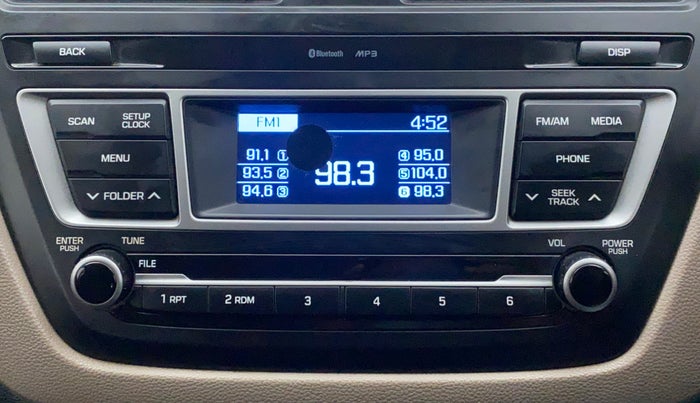 BACK
Bluetooth MP3
DISP
SCAN
SETUP
CLOCK
FM1
4:52
FM/AM
MEDIA
MENU
91.1 1
93.5 2
94.6 3
98.3
4 95.0
5 104.0
6 98.3
PHONE
FOLDER
SEEK
TRACK
ENTER
PUSH
TUNE
FILE
VOL
POWER
PUSH
1 RPT
2 RDM
3
4
5
6